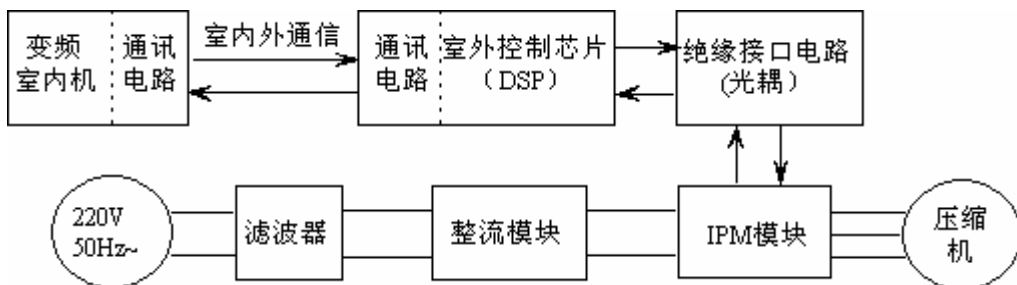 变频
室内机
通讯
电路
室内外通信
通讯
电路
室外控制芯片
（DSP）
绝缘接口电路
(光耦）
220V
50Hz~
滤波器
整流模块
IPM模块
压缩
机